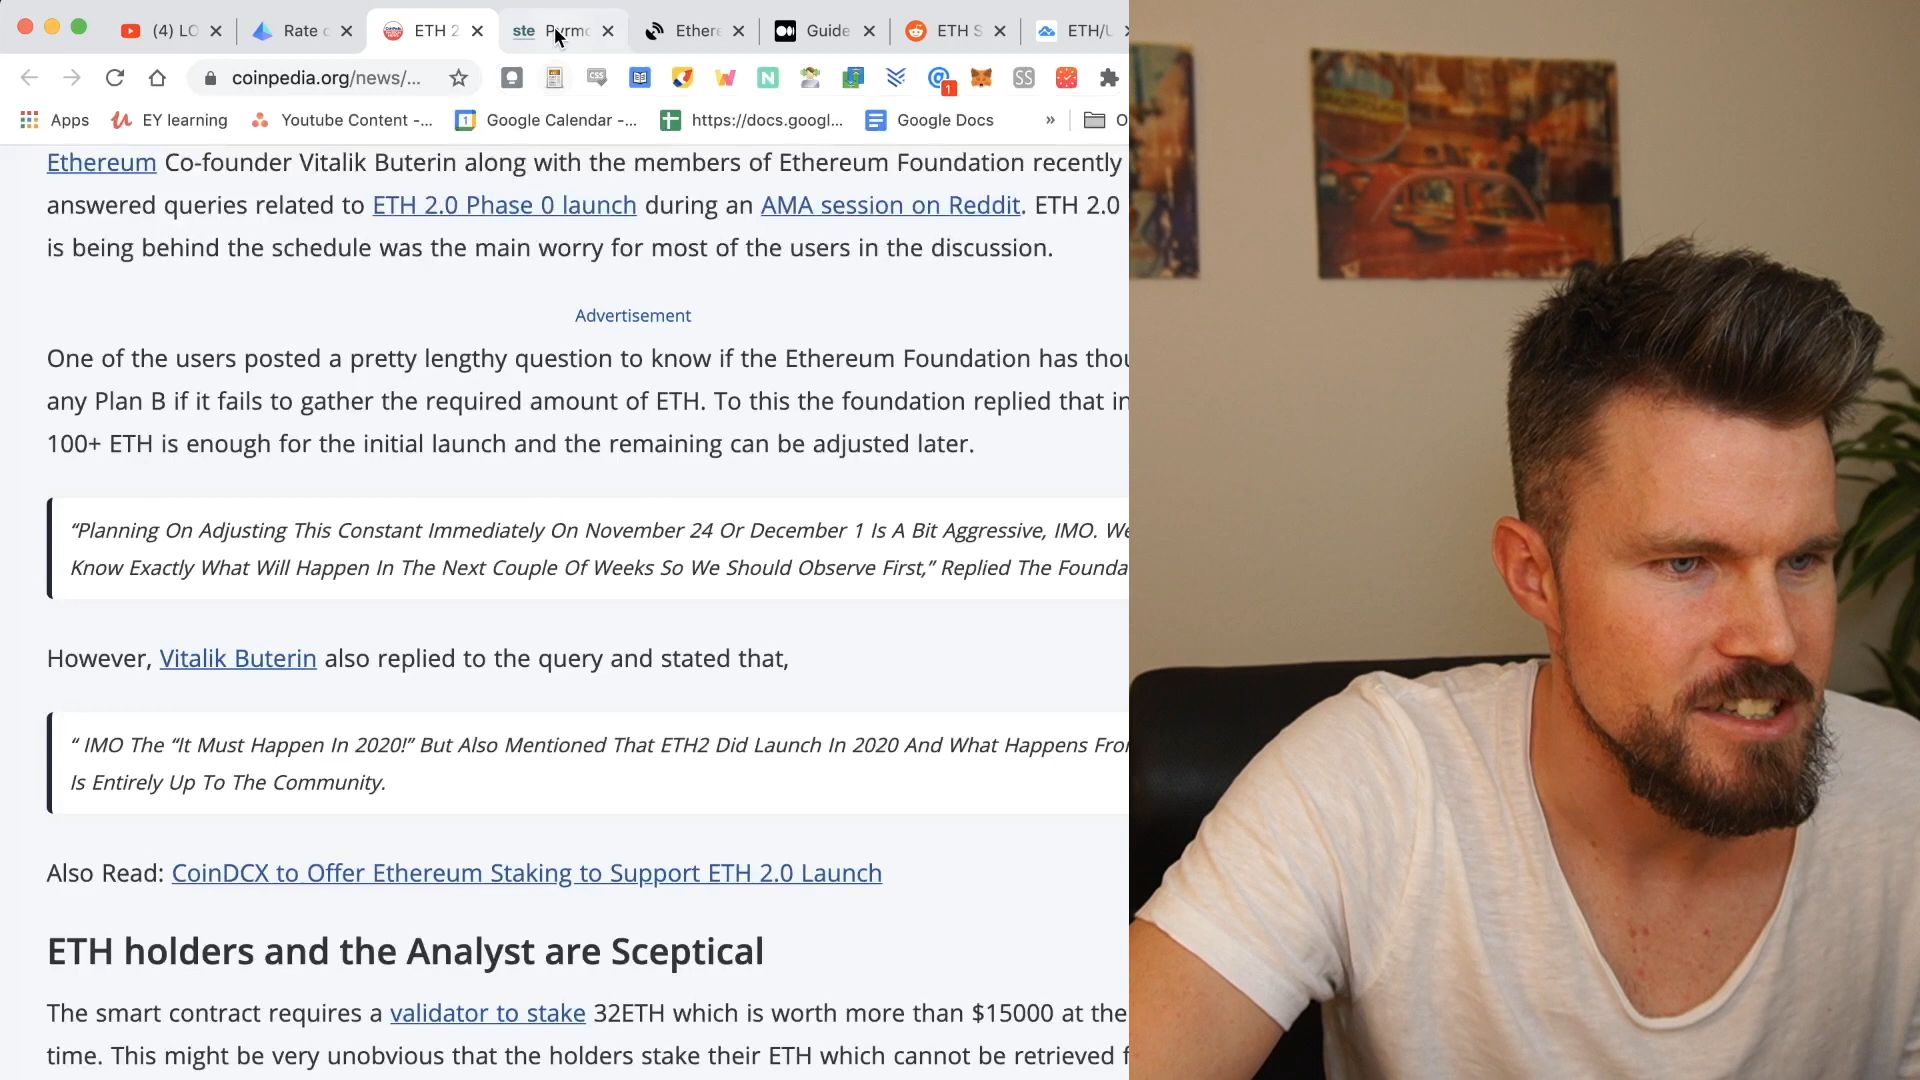 (4) LO
Rate
ETH 2
ste
Pyrmo
Ethere
Guide
ETH S
ETH/U
coinpedia.org/news/...
CSS
W
N
1
SS
Apps
EY learning
Youtube Content -...
1
Google Calendar -...
https://docs.googl...
Google Docs
»
O
Ethereum Co-founder Vitalik Buterin along with the members of Ethereum Foundation recently
answered queries related to ETH 2.0 Phase 0 launch during an AMA session on Reddit. ETH 2.0
is being behind the schedule was the main worry for most of the users in the discussion.
Advertisement
One of the users posted a pretty lengthy question to know if the Ethereum Foundation has thou
any Plan B if it fails to gather the required amount of ETH. To this the foundation replied that in
100+ ETH is enough for the initial launch and the remaining can be adjusted later.
“Planning On Adjusting This Constant Immediately On November 24 Or December 1 Is A Bit Aggressive, IMO. We
Know Exactly What Will Happen In The Next Couple Of Weeks So We Should Observe First,” Replied The Founda
However, Vitalik Buterin also replied to the query and stated that,
“ IMO The “It Must Happen In 2020!” But Also Mentioned That ETH2 Did Launch In 2020 And What Happens Fro
Is Entirely Up To The Community.
Also Read: CoinDCX to Offer Ethereum Staking to Support ETH 2.0 Launch
ETH holders and the Analyst are Sceptical
The smart contract requires a validator to stake 32ETH which is worth more than $15000 at the
time. This might be very unobvious that the holders stake their ETH which cannot be retrieved f